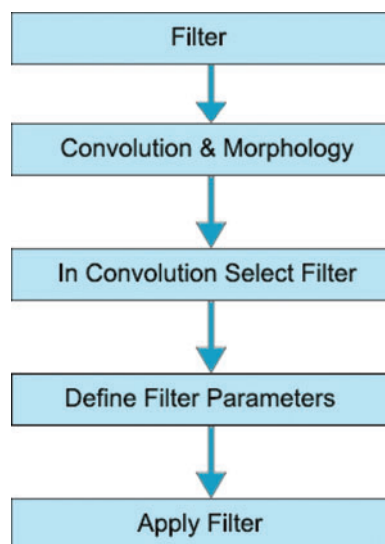 Filter
Convolution & Morphology
In Convolution Select Filter
Define Filter Parameters
Apply Filter